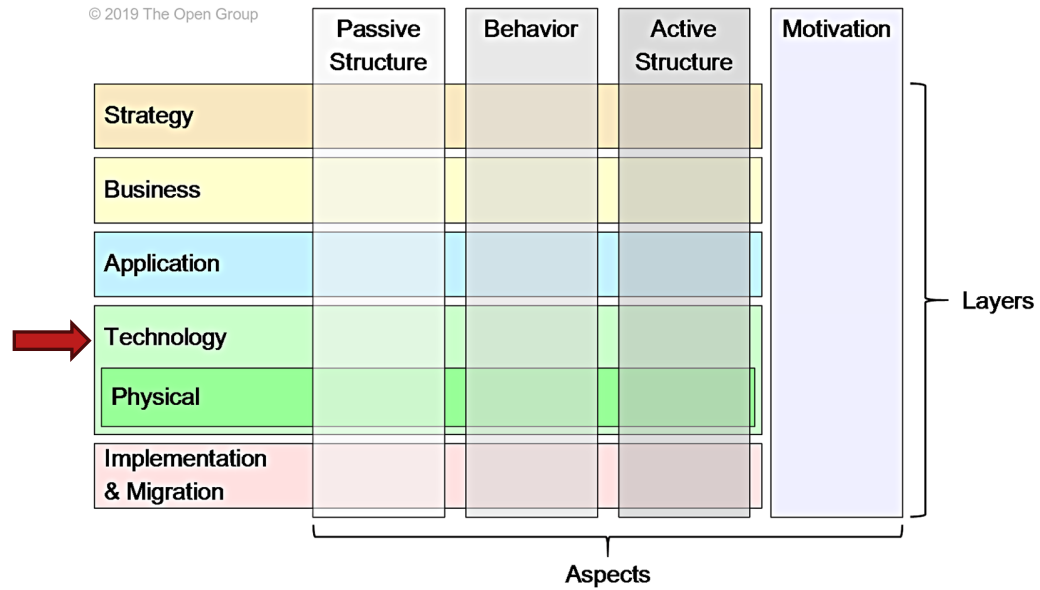 © 2019 The Open Group
Passive
Structure
Behavior
Active
Structure
Motivation
Strategy
Business
Application
Technology
Physical
Implementation
& Migration
Layers
Aspects